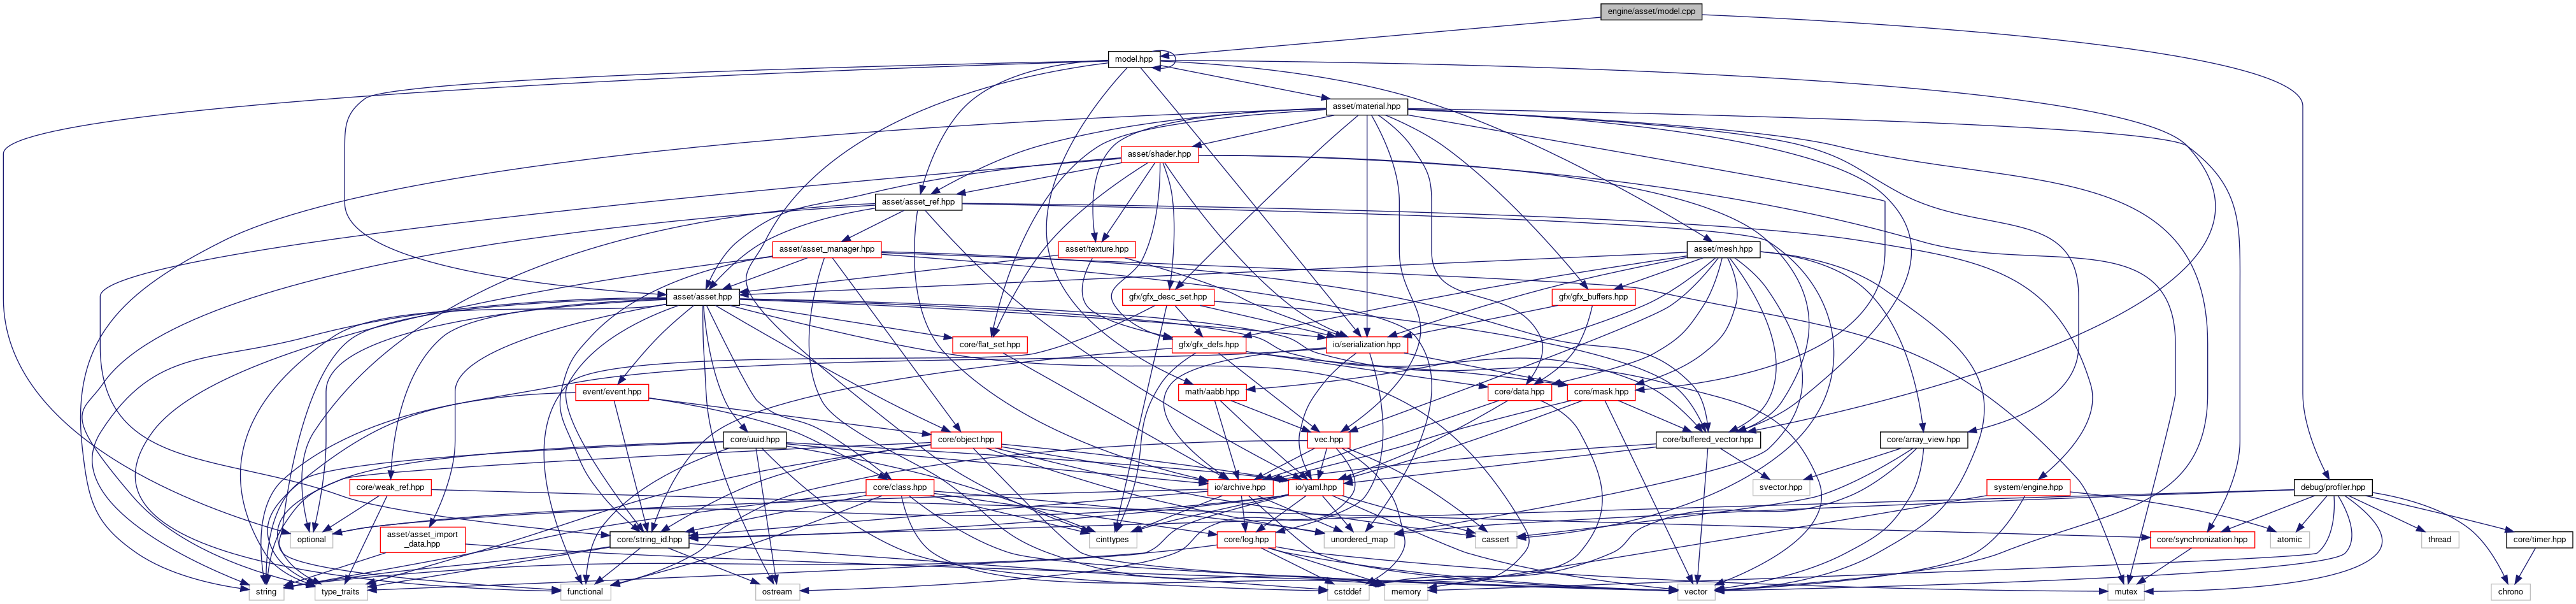 engine/asset/model.cpp
model.hpp
asset/material.hpp
asset/shader.hpp
asset/asset_ref.hpp
asset/asset_manager.hpp
asset/texture.hpp
asset/mesh.hpp
asset/asset.hpp
gfx/gfx_desc_set.hpp
gfx/gfx_buffers.hpp
core/flat_set.hpp
gfx/gfx_defs.hpp
io/serialization.hpp
event/event.hpp
math/aabb.hpp
core/data.hpp
core/mask.hpp
core/uuid.hpp
core/object.hpp
vec.hpp
core/buffered_vector.hpp
core/array_view.hpp
core/weak_ref.hpp
core/class.hpp
io/archive.hpp
io/yaml.hpp
svector.hpp
system/engine.hpp
debug/profiler.hpp
optional
asset/asset_import
_data.hpp
core/string_id.hpp
cinttypes
core/log.hpp
unordered_map
cassert
core/synchronization.hpp
atomic
thread
core/timer.hpp
string
type_traits
functional
ostream
cstddef
memory
vector
mutex
chrono